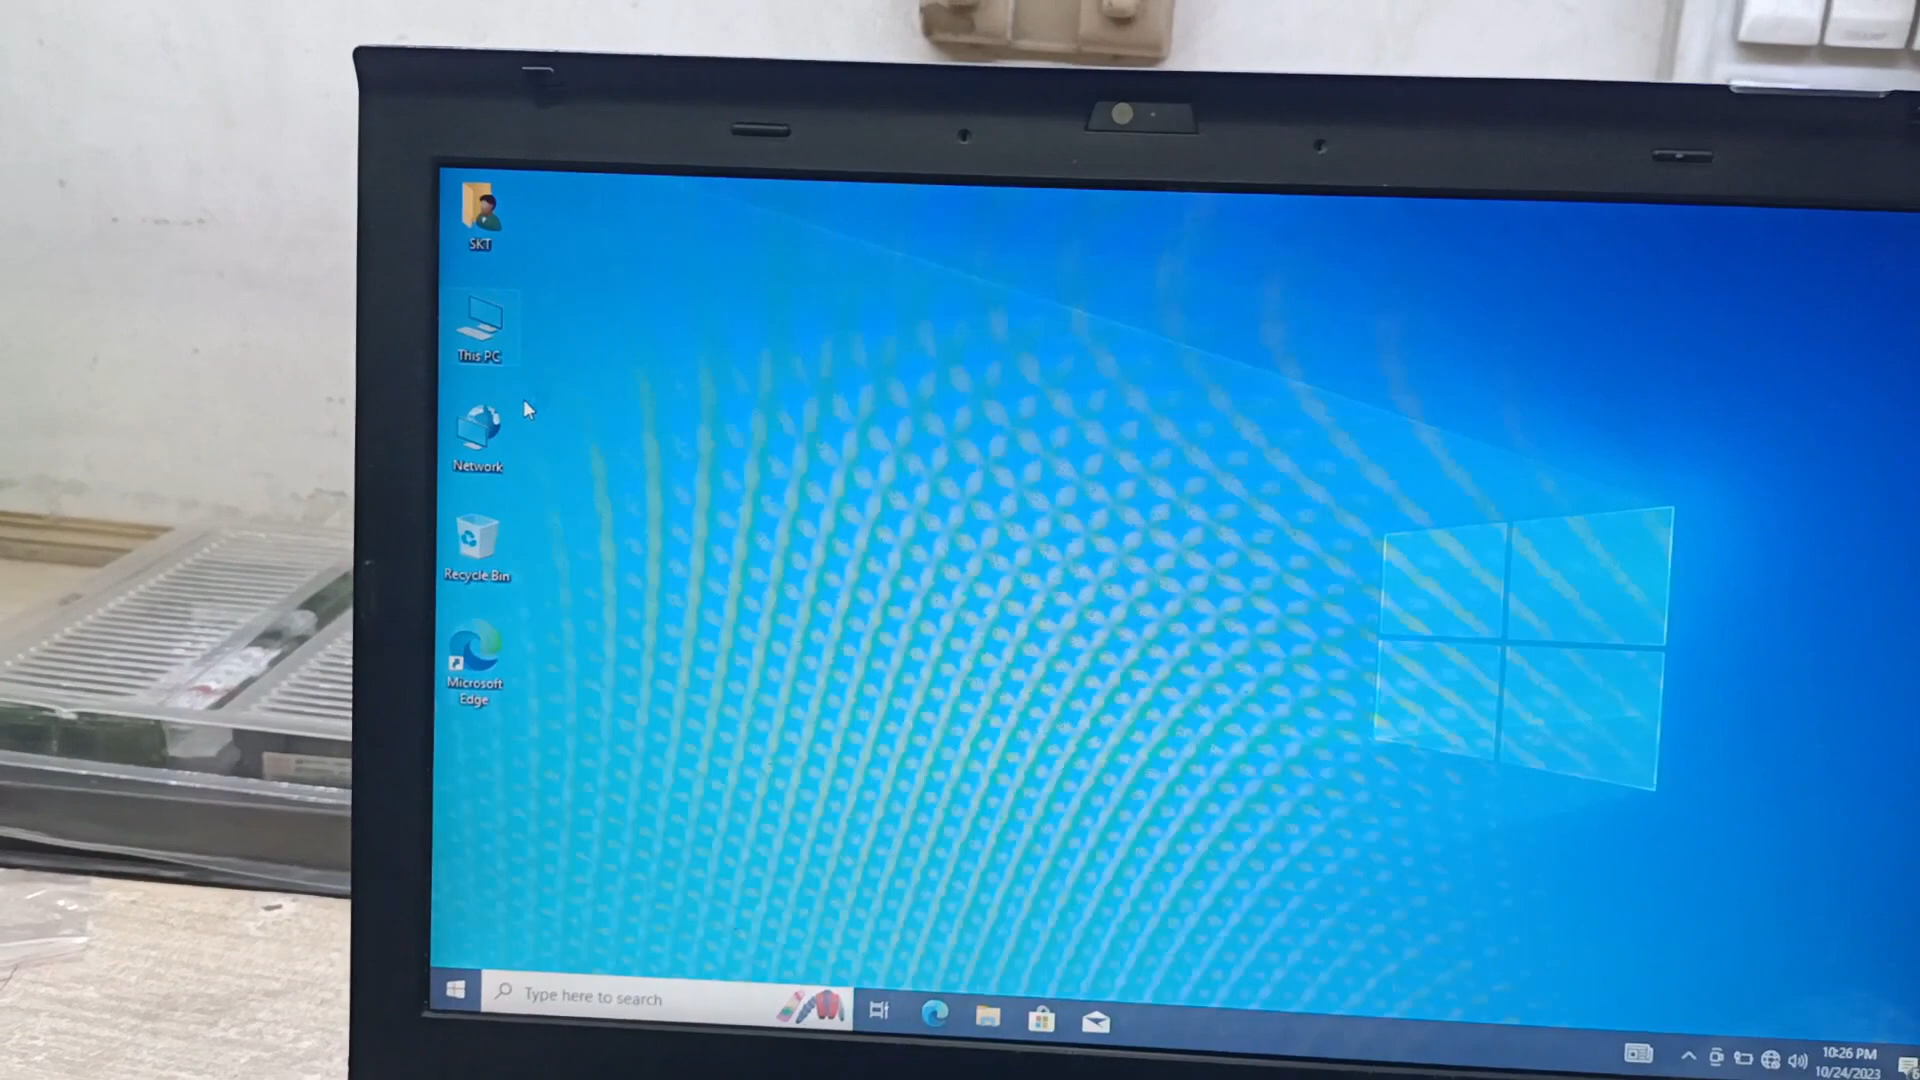 SKT
This PC
Network
Recycle Bin
Microsoft
Edge
Type here to search
10:26 PM
10/24/2023